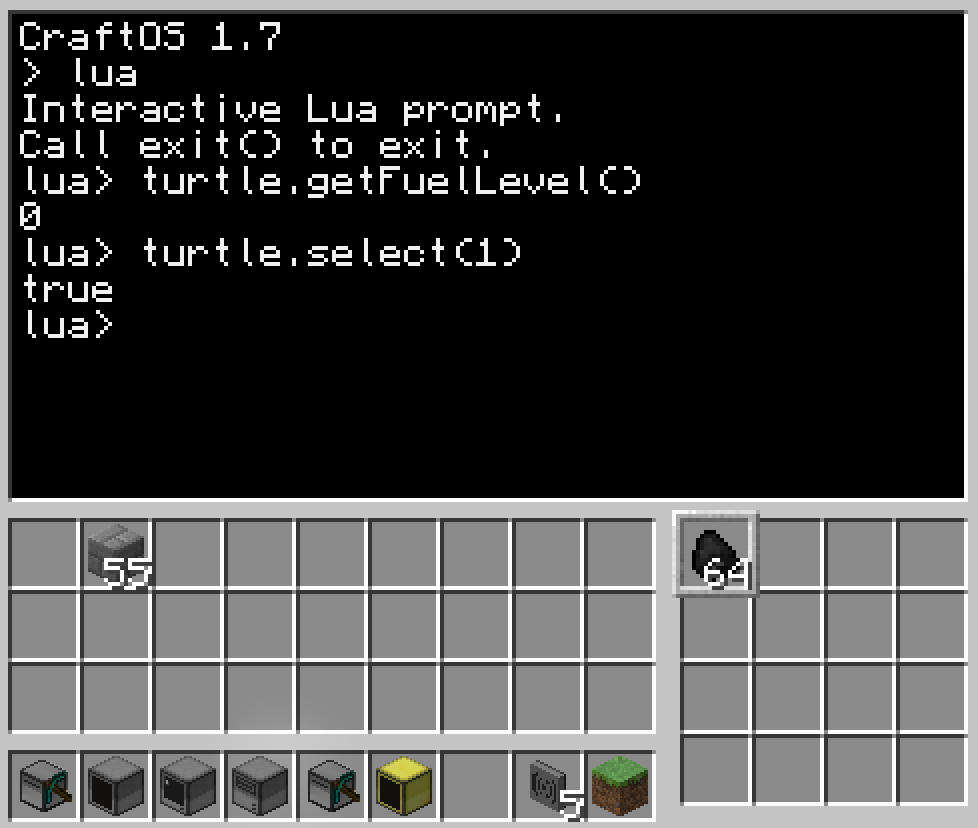 CraftOS 1.7
> lua
Interactive Lua prompt.
Call exit() to exit.
lua> turtle.getFuelLevel()
0
lua> turtle.select(1)
true
lua>
55
64
5